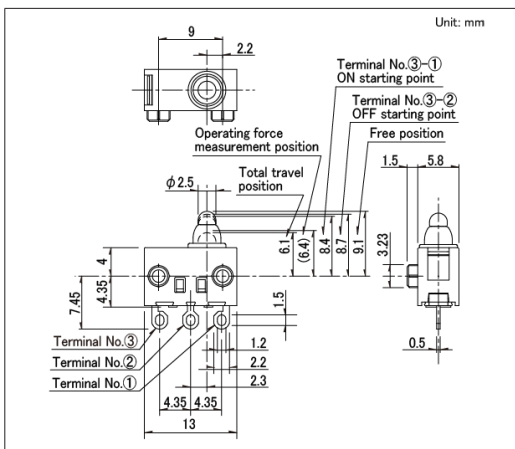 Unit: mm
9
2.2
Terminal No.③-①
ON starting point
Terminal No.③-②
OFF starting point
Operating force
measurement position
Free position
Total travel
position
1.5
5.8
φ2.5
6.1
(6.4)
8.4
8.7
9.1
3.23
4
4.35
7.45
1.5
Terminal No.③
Terminal No.②
Terminal No.①
1.2
2.2
2.3
0.5
4.35
4.35
13